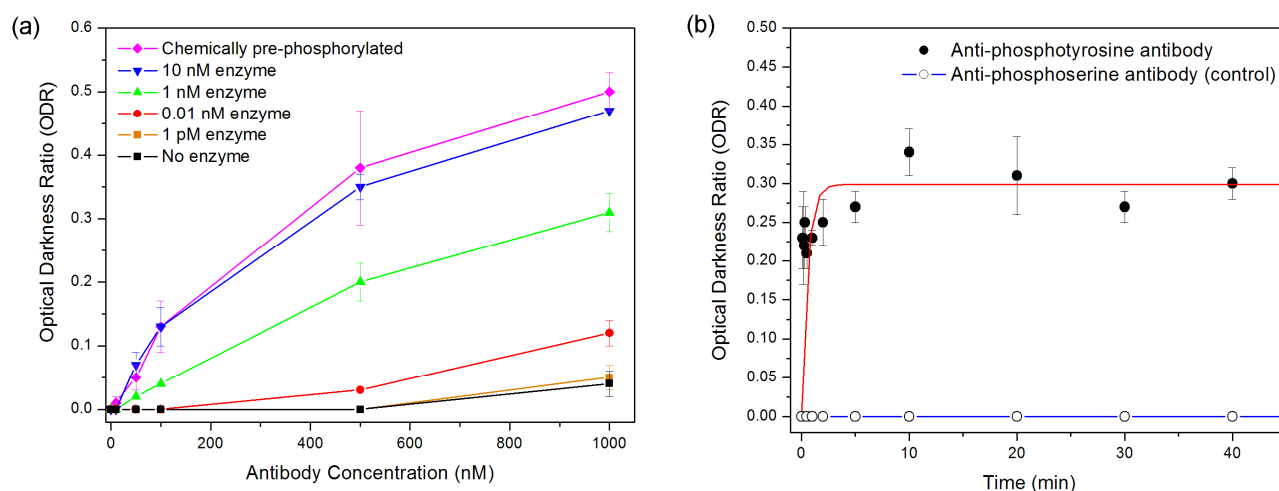 (a)
Optical Darkness Ratio (ODR)
0.6
0.5
0.4
0.3
0.2
0.1
0.0
Chemically pre-phosphorylated
10 nM enzyme
1 nM enzyme
0.01 nM enzyme
1 pM enzyme
No enzyme
0 200 400 600 800 1000
Antibody Concentration (nM)
(b)
Optical Darkness Ratio (ODR)
0.50
0.45
0.40
0.35
0.30
0.25
0.20
0.15
0.10
0.05
0.00
Anti-phosphotyrosine antibody
Anti-phosphoserine antibody (control)
0 10 20 30 40
Time (min)